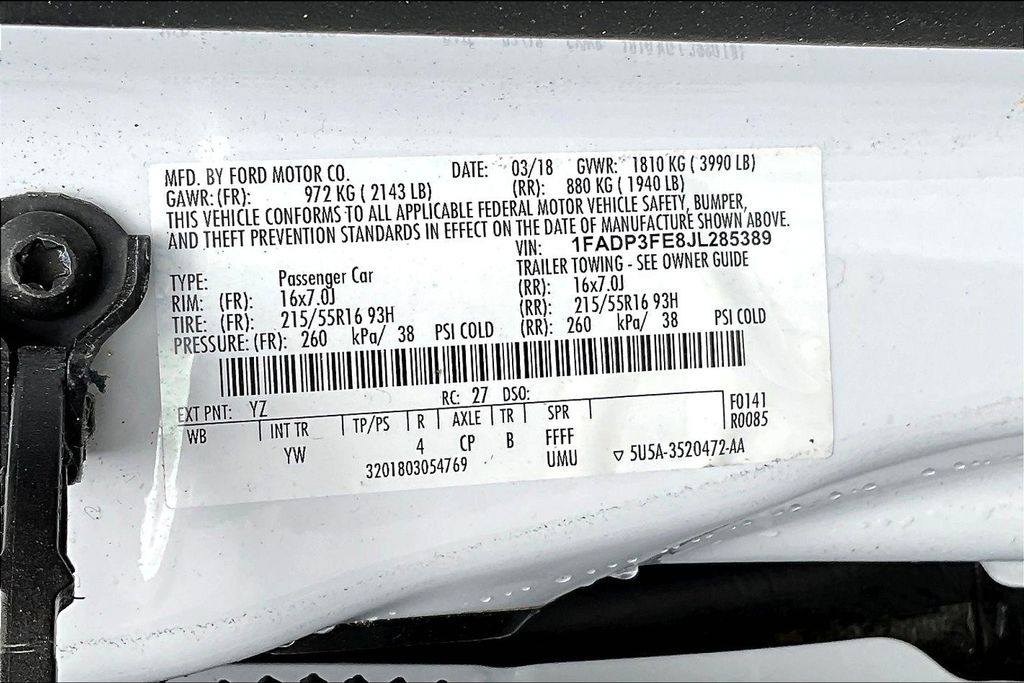 MFD. BY FORD MOTOR CO. DATE: 03/18 GVWR: 1810 KG ( 3990 LB)
GAWR: (FR): 972 KG ( 2143 LB) (RR): 880 KG ( 1940 LB)
THIS VEHICLE CONFORMS TO ALL APPLICABLE FEDERAL MOTOR VEHICLE SAFETY, BUMPER,
AND THEFT PREVENTION STANDARDS IN EFFECT ON THE DATE OF MANUFACTURE SHOWN ABOVE.
VIN: 1FADP3FE8JL285389
TYPE: Passenger Car TRAILER TOWING - SEE OWNER GUIDE
RIM: (FR): 16x7.0J (RR): 16x7.0J
TIRE: (FR): 215/55R16 93H (RR): 215/55R16 93H
PRESSURE: (FR): 260 kPa/ 38 PSI COLD (RR): 260 kPa/ 38 PSI COLD
EXT PNT: YZ RC: 27 DSO:
WB INT TR TP/PS R AXLE TR SPR F0141
YW 4 CP B FFFF R0085
3201803054769 UMU ▽ 5U5A-3520472-AA